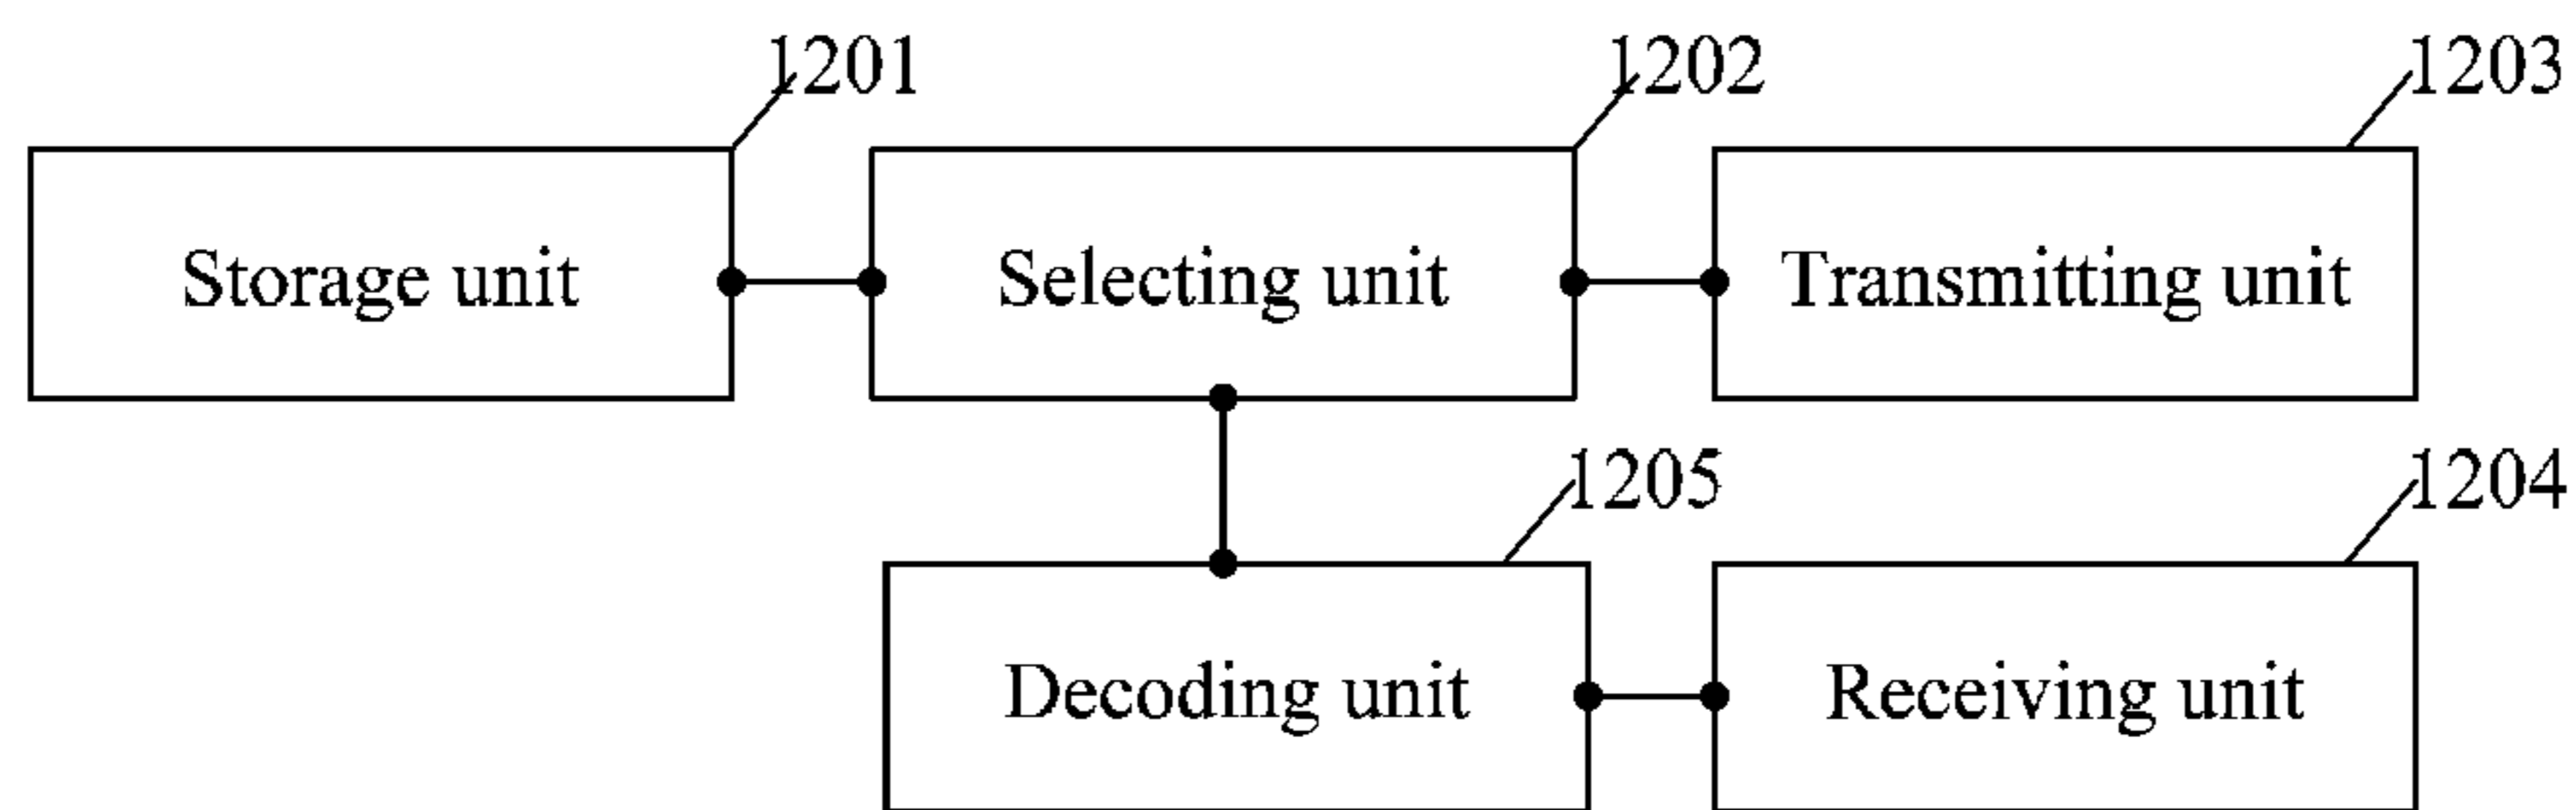 1201 1202 1203
Storage unit Selecting unit Transmitting unit
1205 1204
Decoding unit Receiving unit